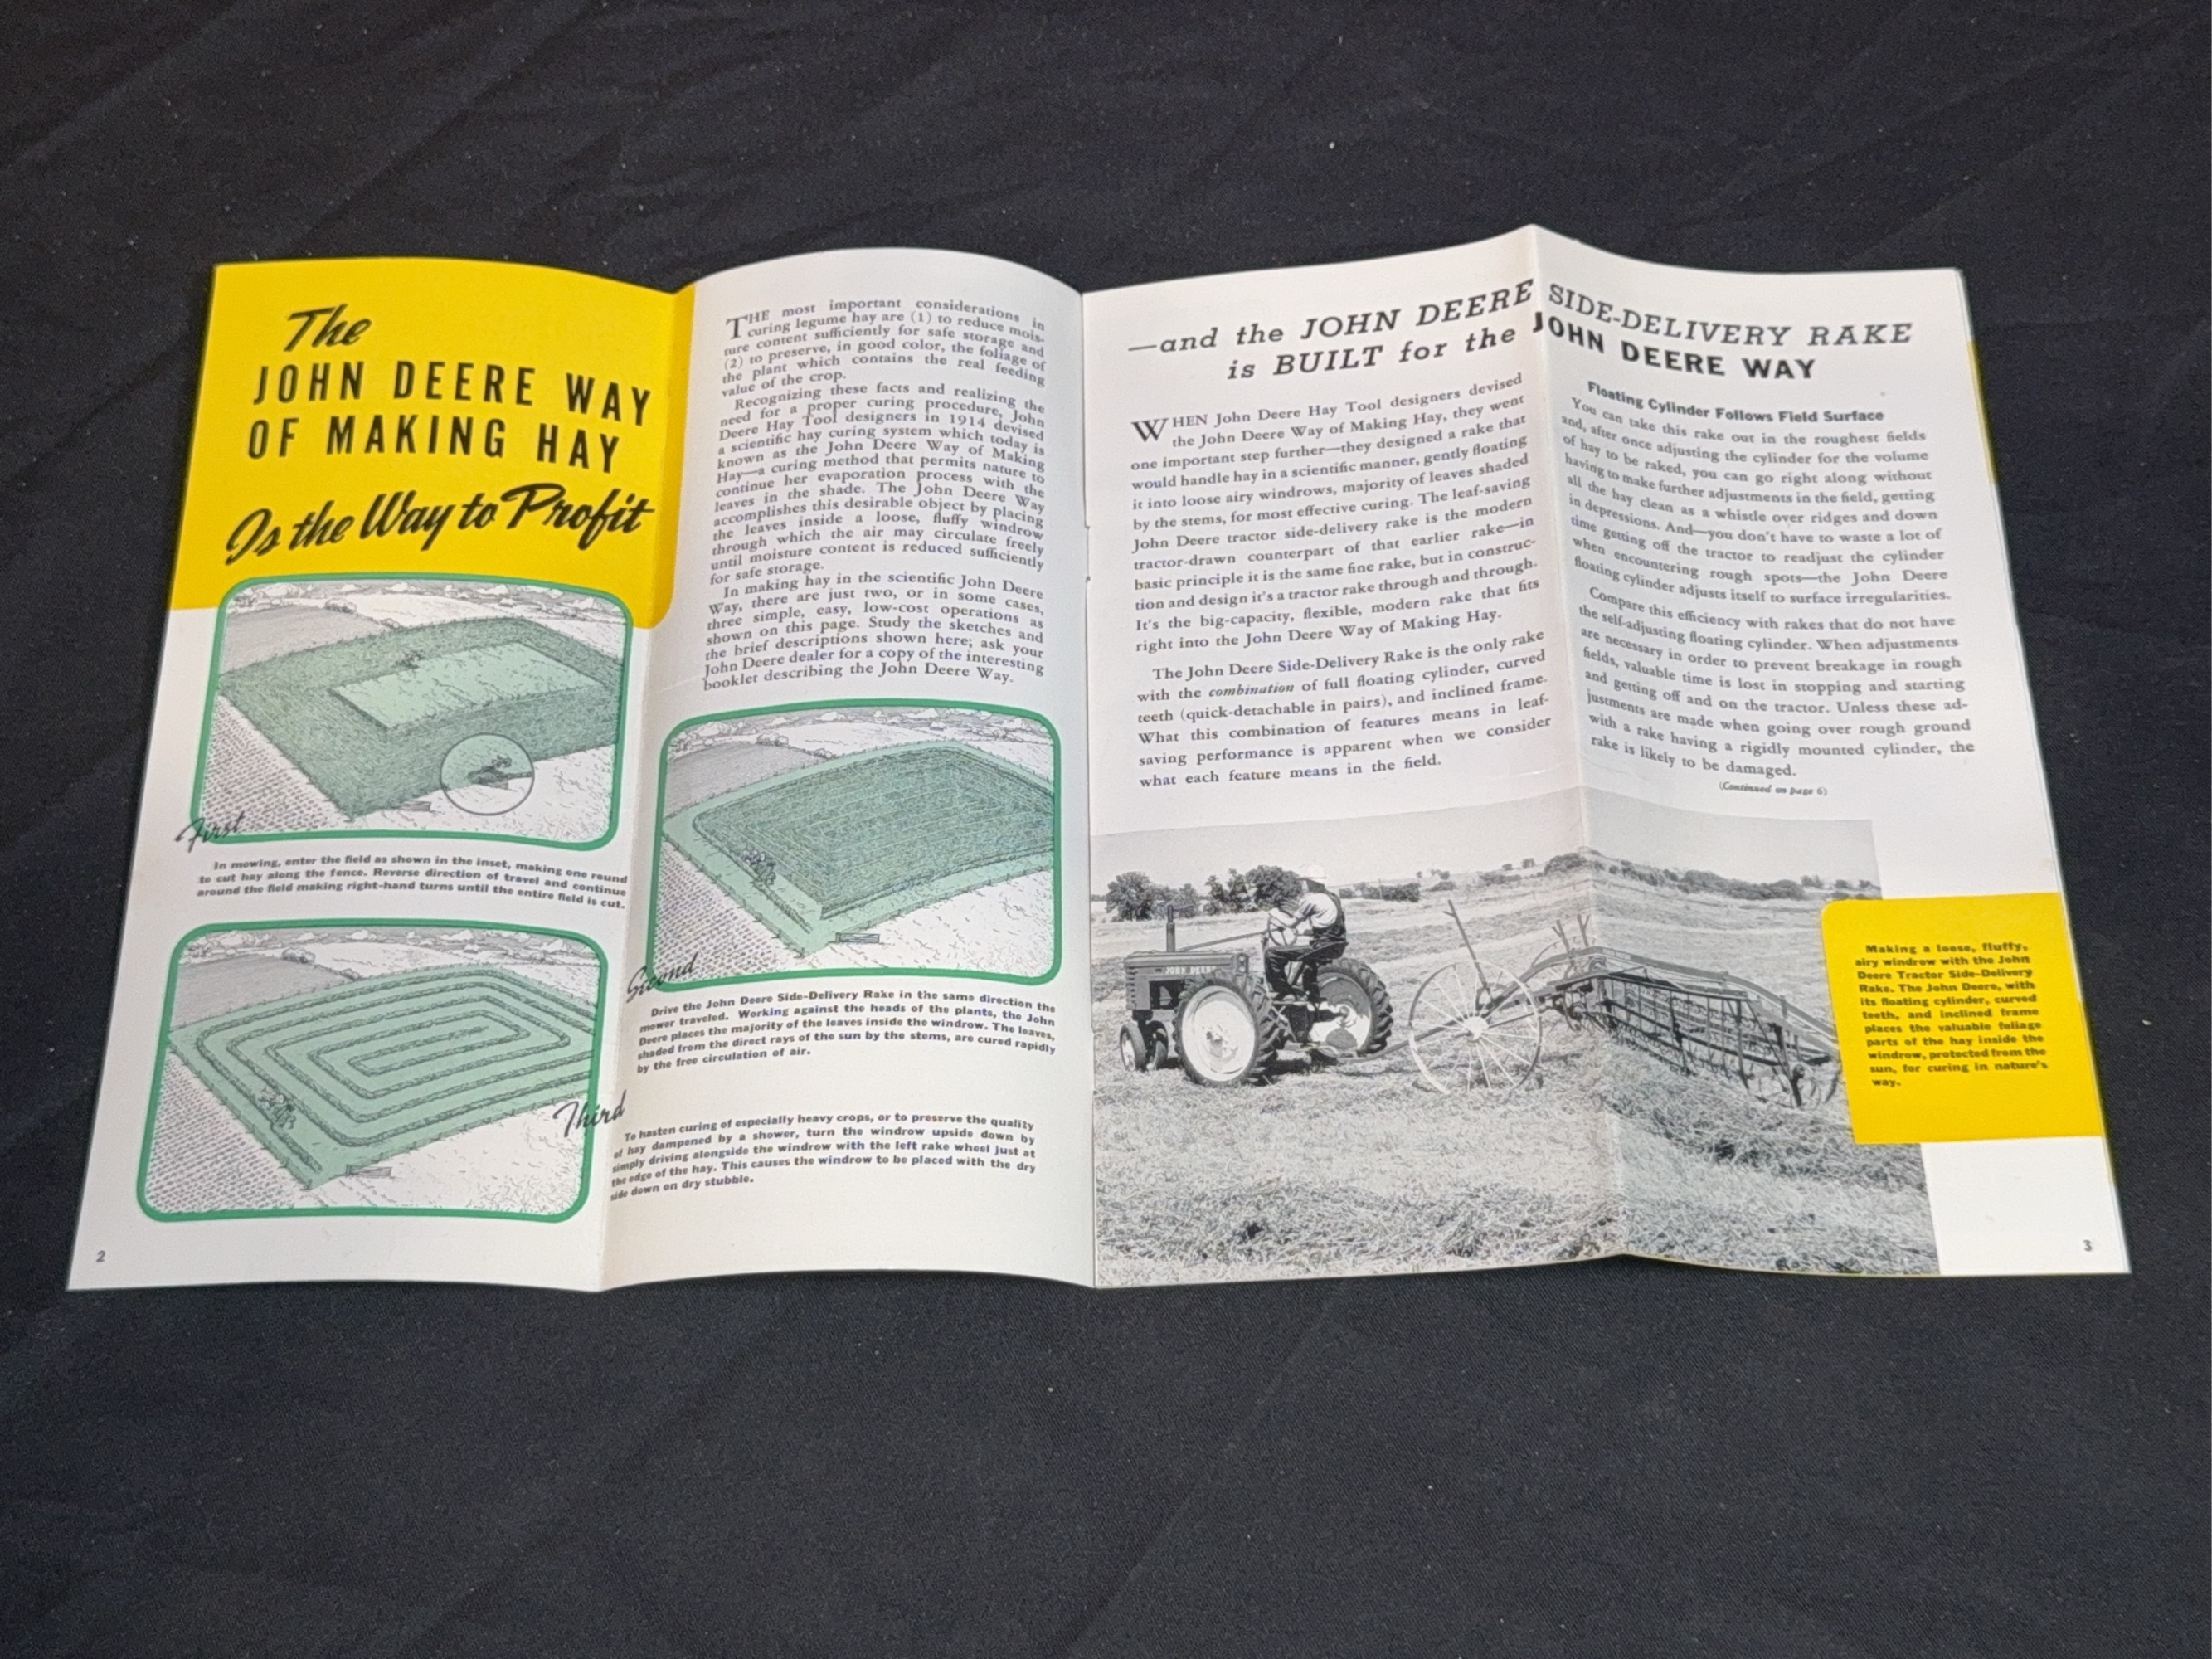 The
JOHN DEERE WAY
OF MAKING HAY
Is the Way to Profit
First
In mowing, enter the field as shown in the inset, making one round
to cut hay along the fence. Reverse direction of travel and continue
around the field making right-hand turns until the entire field is cut.
Third
2
THE most important considerations in
curing legume hay are (1) to reduce mois-
ture content sufficiently for safe storage and
(2) to preserve, in good color, the foliage of
the plant which contains the real feeding
value of the crop.
Recognizing these facts and realizing the
need for a proper curing procedure, John
Deere Hay Tool designers in 1914 devised
a scientific hay curing system which today is
known as the John Deere Way of Making
Hay—a curing method that permits nature to
continue her evaporation process with the
leaves in the shade. The John Deere Way
accomplishes this desirable object by placing
the leaves inside a loose, fluffy windrow
through which the air may circulate freely
until moisture content is reduced sufficiently
for safe storage.
In making hay in the scientific John Deere
Way, there are just two, or in some cases,
three simple, easy, low-cost operations as
shown on this page. Study the sketches and
the brief descriptions shown here; ask your
John Deere dealer for a copy of the interesting
booklet describing the John Deere Way.
Second
Drive the John Deere Side-Delivery Rake in the same direction the
mower traveled. Working against the heads of the plants, the John
Deere places the majority of the leaves inside the windrow. The leaves,
shaded from the direct rays of the sun by the stems, are cured rapidly
by the free circulation of air.
To hasten curing of especially heavy crops, or to preserve the quality
of hay dampened by a shower, turn the windrow upside down by
simply driving alongside the windrow with the left rake wheel just at
the edge of the hay. This causes the windrow to be placed with the dry
side down on dry stubble.
—and the JOHN DEERE SIDE-DELIVERY RAKE
is BUILT for the JOHN DEERE WAY
WHEN John Deere Hay Tool designers devised
the John Deere Way of Making Hay, they went
one important step further—they designed a rake that
would handle hay in a scientific manner, gently floating
it into loose airy windrows, majority of leaves shaded
by the stems, for most effective curing. The leaf-saving
John Deere tractor side-delivery rake is the modern
tractor-drawn counterpart of that earlier rake—in
basic principle it is the same fine rake, but in construc-
tion and design it's a tractor rake through and through.
It's the big-capacity, flexible, modern rake that fits
right into the John Deere Way of Making Hay.
The John Deere Side-Delivery Rake is the only rake
with the combination of full floating cylinder, curved
teeth (quick-detachable in pairs), and inclined frame.
What this combination of features means in leaf-
saving performance is apparent when we consider
what each feature means in the field.
Floating Cylinder Follows Field Surface
You can take this rake out in the roughest fields
and, after once adjusting the cylinder for the volume
of hay to be raked, you can go right along without
having to make further adjustments in the field, getting
all the hay clean as a whistle over ridges and down
in depressions. And—you don't have to waste a lot of
time getting off the tractor to readjust the cylinder
when encountering rough spots—the John Deere
floating cylinder adjusts itself to surface irregularities.
Compare this efficiency with rakes that do not have
the self-adjusting floating cylinder. When adjustments
are necessary in order to prevent breakage in rough
fields, valuable time is lost in stopping and starting
and getting off and on the tractor. Unless these ad-
justments are made when going over rough ground
with a rake having a rigidly mounted cylinder, the
rake is likely to be damaged.
(Continued on page 6)
JOHN DEERE
Making a loose, fluffy,
airy windrow with the John
Deere Tractor Side-Delivery
Rake. The John Deere, with
its floating cylinder, curved
teeth, and inclined frame
places the valuable foliage
parts of the hay inside the
windrow, protected from the
sun, for curing in nature's
way.
3